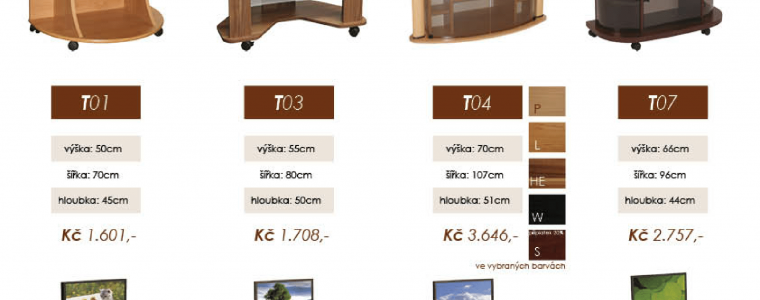 T01
výška: 50cm
šířka: 70cm
hloubka: 45cm
Kč 1.601,-
T03
výška: 55cm
šířka: 80cm
hloubka: 50cm
Kč 1.708,-
T04
výška: 70cm
šířka: 107cm
hloubka: 51cm
Kč 3.646,-
P
L
HE
W
příplatek 30%
S
ve vybraných barvách
T07
výška: 66cm
šířka: 96cm
hloubka: 44cm
Kč 2.757,-